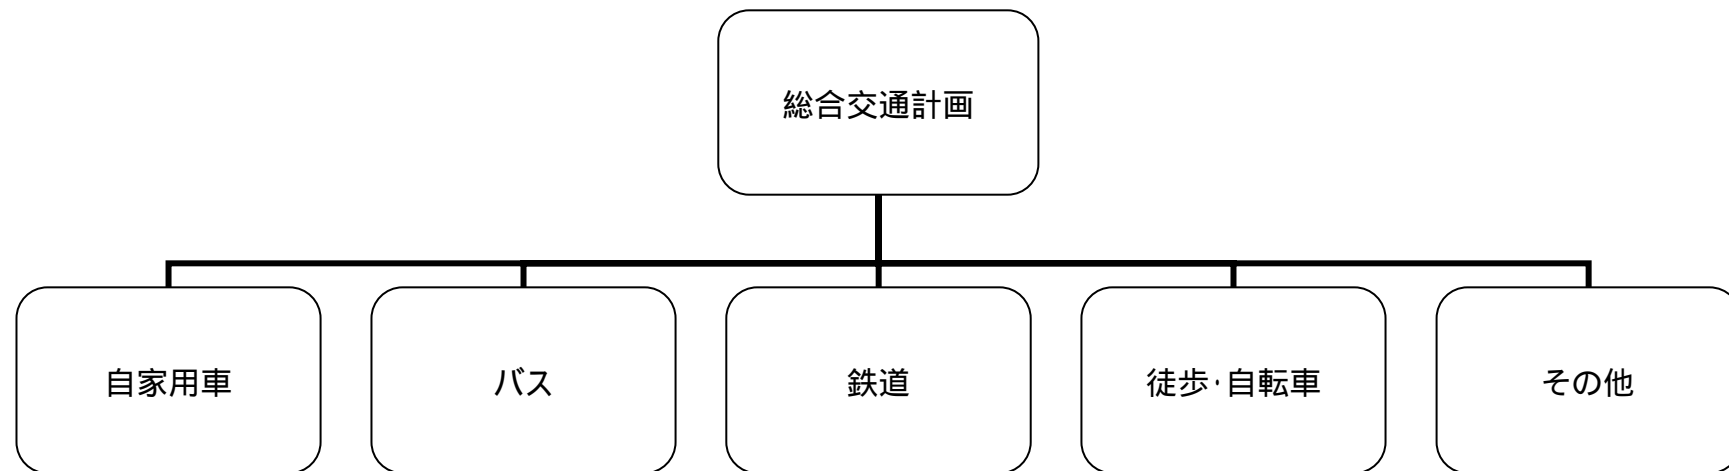 総合交通計画
自家用車
バス
鉄道
徒歩・自転車
その他